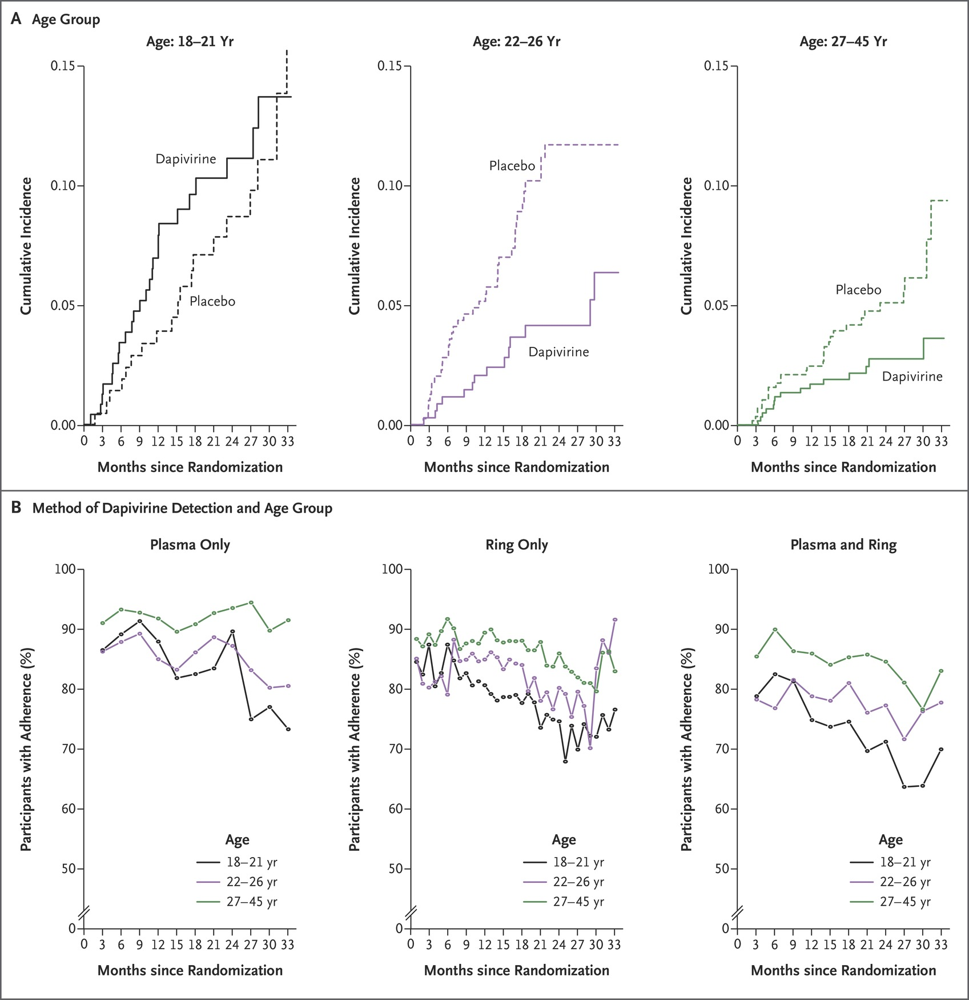 A Age Group
Age: 18–21 Yr
0.15
0.10
0.05
0.00
Cumulative Incidence
Dapivirine
Placebo
0 3 6 9 12 15 18 21 24 27 30 33
Months since Randomization
Age: 22–26 Yr
0.15
0.10
0.05
0.00
Cumulative Incidence
Placebo
Dapivirine
0 3 6 9 12 15 18 21 24 27 30 33
Months since Randomization
Age: 27–45 Yr
0.15
0.10
0.05
0.00
Cumulative Incidence
Placebo
Dapivirine
0 3 6 9 12 15 18 21 24 27 30 33
Months since Randomization
B Method of Dapivirine Detection and Age Group
Plasma Only
100
90
80
70
60
50
0
Participants with Adherence (%)
Age
18–21 yr
22–26 yr
27–45 yr
0 3 6 9 12 15 18 21 24 27 30 33
Months since Randomization
Ring Only
100
90
80
70
60
50
0
Participants with Adherence (%)
Age
18–21 yr
22–26 yr
27–45 yr
0 3 6 9 12 15 18 21 24 27 30 33
Months since Randomization
Plasma and Ring
100
90
80
70
60
50
0
Participants with Adherence (%)
Age
18–21 yr
22–26 yr
27–45 yr
0 3 6 9 12 15 18 21 24 27 30 33
Months since Randomization